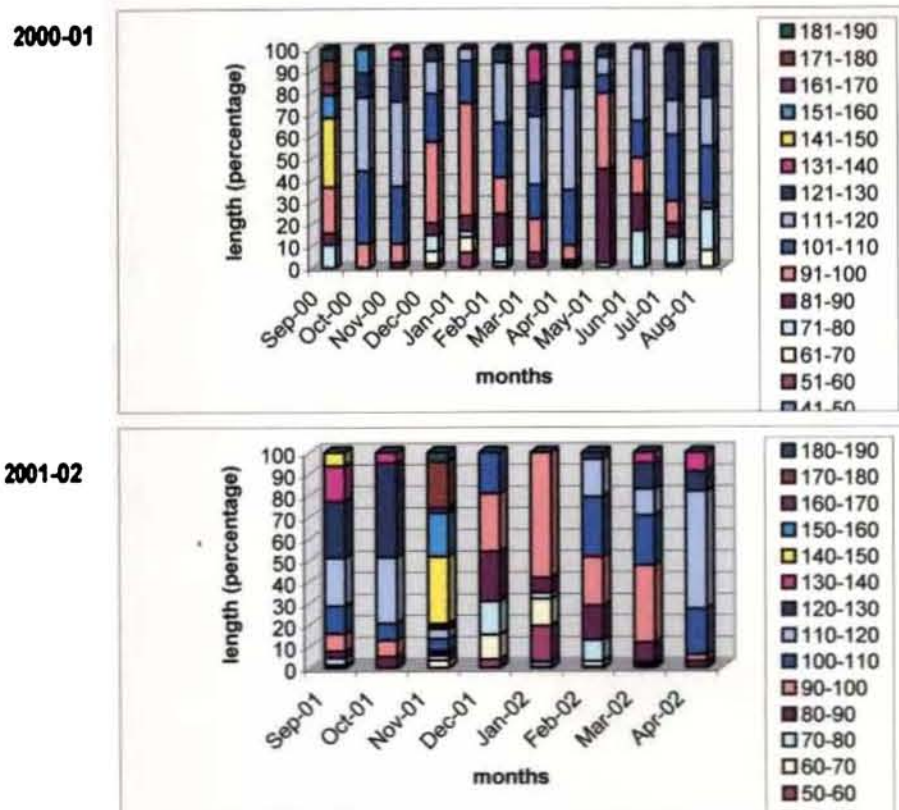 2000-01
length (percentage)
100
90
80
70
60
50
40
30
20
10
0
Sep-00
Oct-00
Nov-00
Dec-00
Jan-01
Feb-01
Mar-01
Apr-01
May-01
Jun-01
Jul-01
Aug-01
months
181-190
171-180
161-170
151-160
141-150
131-140
121-130
111-120
101-110
91-100
81-90
71-80
61-70
51-60
41-50
2001-02
length (percentage)
100
90
80
70
60
50
40
30
20
10
0
Sep-01
Oct-01
Nov-01
Dec-01
Jan-02
Feb-02
Mar-02
Apr-02
months
180-190
170-180
160-170
150-160
140-150
130-140
120-130
110-120
100-110
90-100
80-90
70-80
60-70
50-60